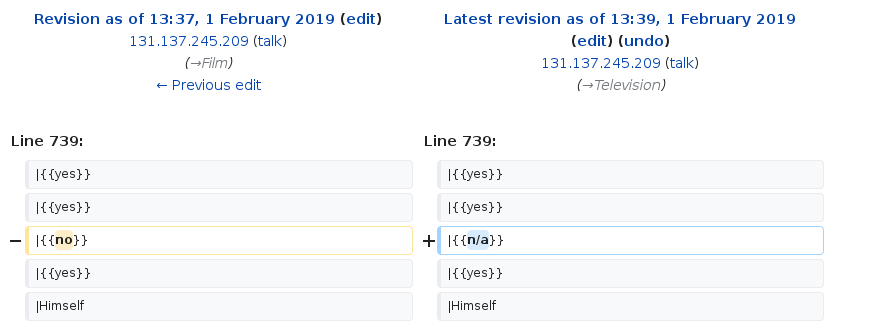 Revision as of 13:37, 1 February 2019 (edit)
131.137.245.209 (talk)
(→Film)
← Previous edit
Latest revision as of 13:39, 1 February 2019
(edit) (undo)
131.137.245.209 (talk)
(→Television)
Line 739:
Line 739:
|{{yes}}
|{{yes}}
|{{yes}}
|{{yes}}
− |{{no}}
+ |{{n/a}}
|{{yes}}
|{{yes}}
|Himself
|Himself